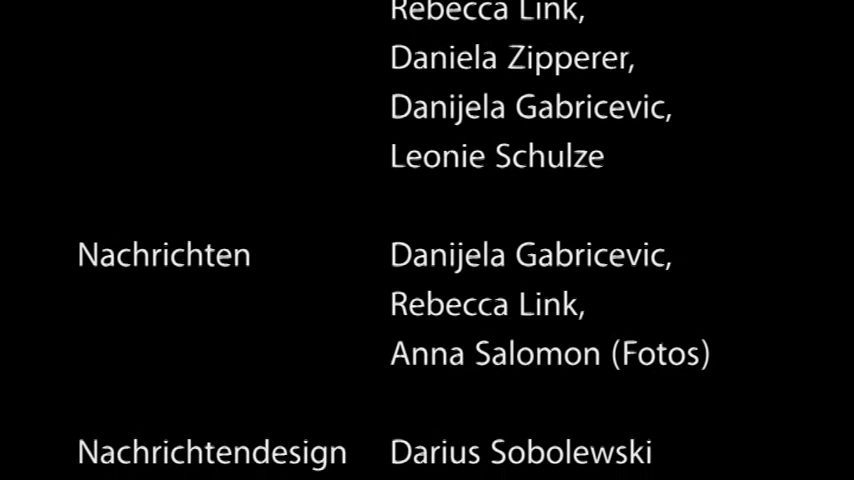 Rebecca Link,
Daniela Zipperer,
Danijela Gabricevic,
Leonie Schulze
Nachrichten Danijela Gabricevic,
Rebecca Link,
Anna Salomon (Fotos)
Nachrichtendesign Darius Sobolewski